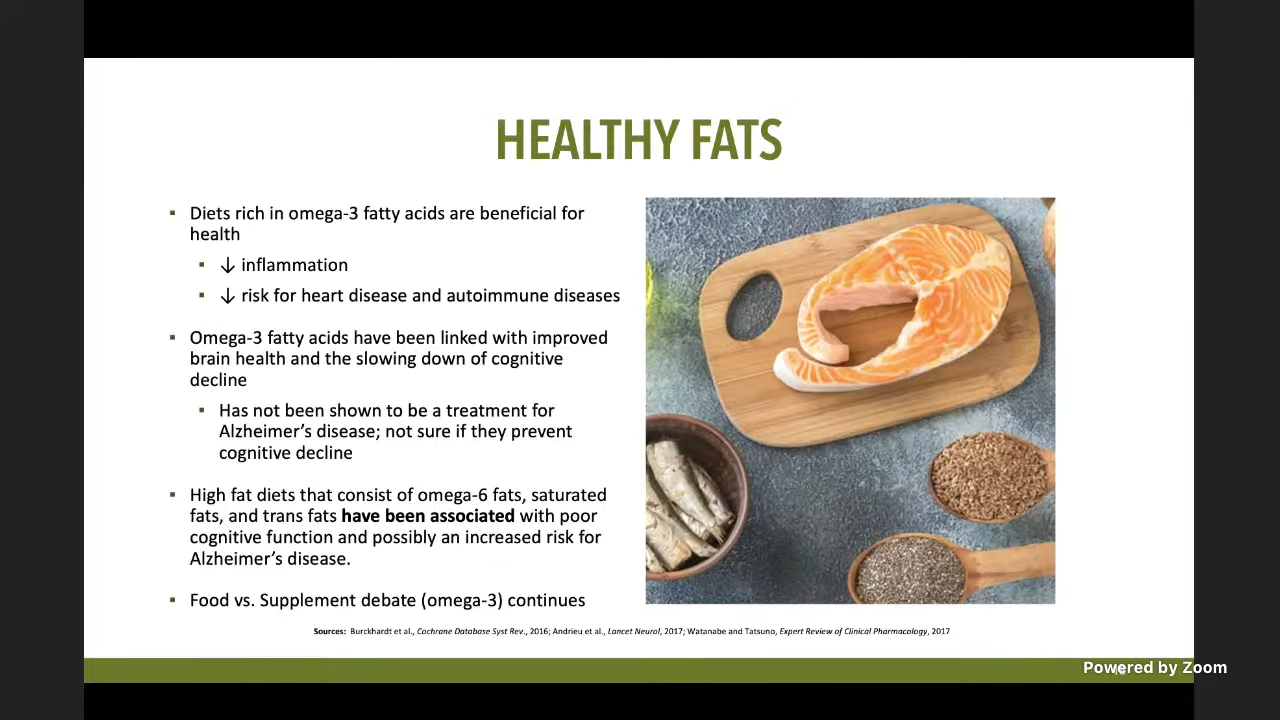 HEALTHY FATS
▪ Diets rich in omega-3 fatty acids are beneficial for
health
▪ ↓ inflammation
▪ ↓ risk for heart disease and autoimmune diseases
▪ Omega-3 fatty acids have been linked with improved
brain health and the slowing down of cognitive
decline
▪ Has not been shown to be a treatment for
Alzheimer’s disease; not sure if they prevent
cognitive decline
▪ High fat diets that consist of omega-6 fats, saturated
fats, and trans fats have been associated with poor
cognitive function and possibly an increased risk for
Alzheimer’s disease.
▪ Food vs. Supplement debate (omega-3) continues
Sources: Burckhardt et al., Cochrane Database Syst Rev., 2016; Andrieu et al., Lancet Neurol, 2017; Watanabe and Tatsuno, Expert Review of Clinical Pharmacology, 2017
Powered by Zoom